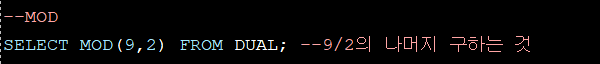 --MOD
SELECT MOD(9,2) FROM DUAL; --9/2의 나머지 구하는 것